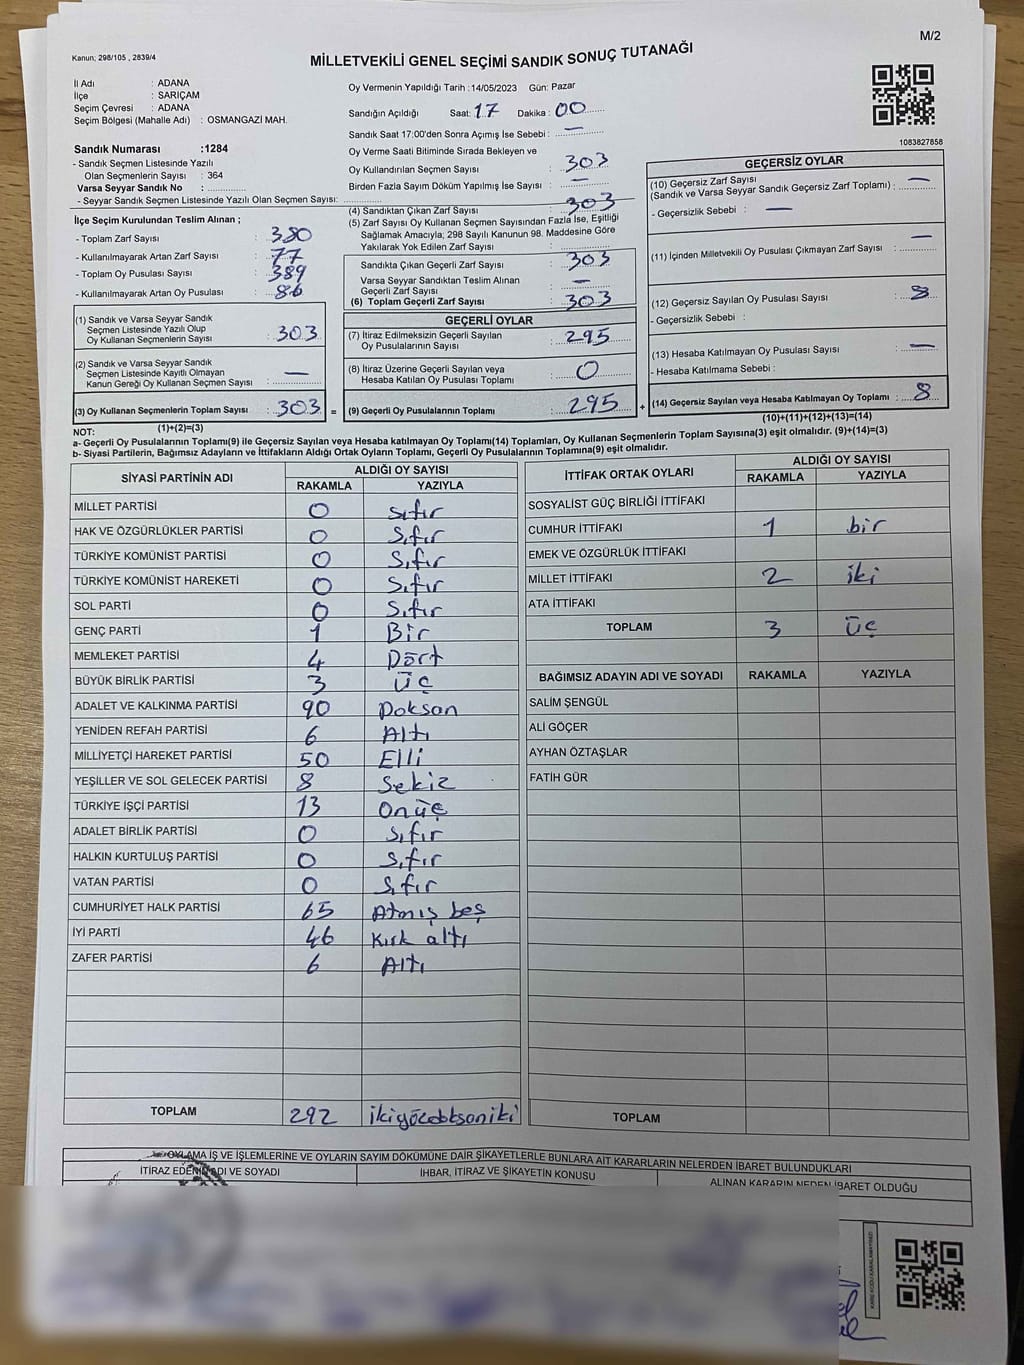 M/2
Kanun; 298/105 , 2839/4
MİLLETVEKİLİ GENEL SEÇİMİ SANDIK SONUÇ TUTANAĞI
İl Adı : ADANA
İlçe : SARIÇAM
Seçim Çevresi : ADANA
Seçim Bölgesi (Mahalle Adı) : OSMANGAZİ MAH.
Sandık Numarası :1284
- Sandık Seçmen Listesinde Yazılı
Olan Seçmenlerin Sayısı : 364
Varsa Seyyar Sandık No : ............
- Seyyar Sandık Seçmen Listesinde Yazılı Olan Seçmen Sayısı: ............
Oy Vermenin Yapıldığı Tarih :14/05/2023 Gün: Pazar
Sandığın Açıldığı Saat: 17 Dakika : 00
Sandık Saat 17:00'den Sonra Açımış İse Sebebi : —
Oy Verme Saati Bitiminde Sırada Bekleyen ve
Oy Kullandırılan Seçmen Sayısı : 303
Birden Fazla Sayım Döküm Yapılmış İse Sayısı : —
1083827858
İlçe Seçim Kurulundan Teslim Alınan ;
- Toplam Zarf Sayısı : 380
- Kullanılmayarak Artan Zarf Sayısı : 77
- Toplam Oy Pusulası Sayısı : 389
- Kullanılmayarak Artan Oy Pusulası : 86
(1) Sandık ve Varsa Seyyar Sandık
Seçmen Listesinde Yazılı Olup
Oy Kullanan Seçmenlerin Sayısı : 303
(2) Sandık ve Varsa Seyyar Sandık
Seçmen Listesinde Kayıtlı Olmayan
Kanun Gereği Oy Kullanan Seçmen Sayısı : —
(3) Oy Kullanan Seçmenlerin Toplam Sayısı : 303 =
(1)+(2)=(3)
(4) Sandıktan Çıkan Zarf Sayısı : 303
(5) Zarf Sayısı Oy Kullanan Seçmen Sayısından Fazla İse, Eşitliği
Sağlamak Amacıyla; 298 Sayılı Kanunun 98. Maddesine Göre
Yakılarak Yok Edilen Zarf Sayısı :
Sandıkta Çıkan Geçerli Zarf Sayısı : 303
Varsa Seyyar Sandıktan Teslim Alınan
Geçerli Zarf Sayısı : —
(6) Toplam Geçerli Zarf Sayısı : 303
GEÇERLİ OYLAR
(7) İtiraz Edilmeksizin Geçerli Sayılan
Oy Pusulalarının Sayısı : 295
(8) İtiraz Üzerine Geçerli Sayılan veya
Hesaba Katılan Oy Pusulası Toplamı : 0
(9) Geçerli Oy Pusulalarının Toplamı : 295 +
GEÇERSİZ OYLAR
(10) Geçersiz Zarf Sayısı
(Sandık ve Varsa Seyyar Sandık Geçersiz Zarf Toplamı) : —
- Geçersizlik Sebebi : —
(11) İçinden Milletvekili Oy Pusulası Çıkmayan Zarf Sayısı : —
(12) Geçersiz Sayılan Oy Pusulası Sayısı : 8
- Geçersizlik Sebebi :
(13) Hesaba Katılmayan Oy Pusulası Sayısı : —
- Hesaba Katılmama Sebebi :
(14) Geçersiz Sayılan veya Hesaba Katılmayan Oy Toplamı : 8
(10)+(11)+(12)+(13)=(14)
NOT:
a- Geçerli Oy Pusulalarının Toplamı(9) ile Geçersiz Sayılan veya Hesaba katılmayan Oy Toplamı(14) Toplamları, Oy Kullanan Seçmenlerin Toplam Sayısına(3) eşit olmalıdır. (9)+(14)=(3)
b- Siyasi Partilerin, Bağımsız Adayların ve İttifakların Aldığı Ortak Oyların Toplamı, Geçerli Oy Pusulalarının Toplamına(9) eşit olmalıdır.
SİYASİ PARTİNİN ADI ALDIĞI OY SAYISI
RAKAMLA YAZIYLA
MİLLET PARTİSİ 0 sıfır
HAK VE ÖZGÜRLÜKLER PARTİSİ 0 Sıfır
TÜRKİYE KOMÜNİST PARTİSİ 0 Sıfır
TÜRKİYE KOMÜNİST HAREKETİ 0 Sıfır
SOL PARTİ 0 Sıfır
GENÇ PARTİ 1 Bir
MEMLEKET PARTİSİ 4 Dört
BÜYÜK BİRLİK PARTİSİ 3 Üç
ADALET VE KALKINMA PARTİSİ 90 Doksan
YENİDEN REFAH PARTİSİ 6 Altı
MİLLİYETÇİ HAREKET PARTİSİ 50 Elli
YEŞİLLER VE SOL GELECEK PARTİSİ 8 Sekiz
TÜRKİYE İŞÇİ PARTİSİ 13 Onüç
ADALET BİRLİK PARTİSİ 0 Sıfır
HALKIN KURTULUŞ PARTİSİ 0 Sıfır
VATAN PARTİSİ 0 Sıfır
CUMHURİYET HALK PARTİSİ 65 Atmış beş
İYİ PARTİ 46 Kırk altı
ZAFER PARTİSİ 6 Altı
TOPLAM 292 ikiyüzdoksaniki
İTTİFAK ORTAK OYLARI ALDIĞI OY SAYISI
RAKAMLA YAZIYLA
SOSYALİST GÜÇ BİRLİĞİ İTTİFAKI
CUMHUR İTTİFAKI 1 bir
EMEK VE ÖZGÜRLÜK İTTİFAKI
MİLLET İTTİFAKI 2 iki
ATA İTTİFAKI
TOPLAM 3 Üç
BAĞIMSIZ ADAYIN ADI VE SOYADI RAKAMLA YAZIYLA
SALİM ŞENGÜL
ALİ GÖÇER
AYHAN ÖZTAŞLAR
FATİH GÜR
TOPLAM
OYLAMA İŞ VE İŞLEMLERİNE VE OYLARIN SAYIM DÖKÜMÜNE DAİR ŞİKAYETLERLE BUNLARA AİT KARARLARIN NELERDEN İBARET BULUNDUKLARI
İTİRAZ EDENİN ADI VE SOYADI İHBAR, İTİRAZ VE ŞİKAYETİN KONUSU ALINAN KARARIN NEDEN İBARET OLDUĞU